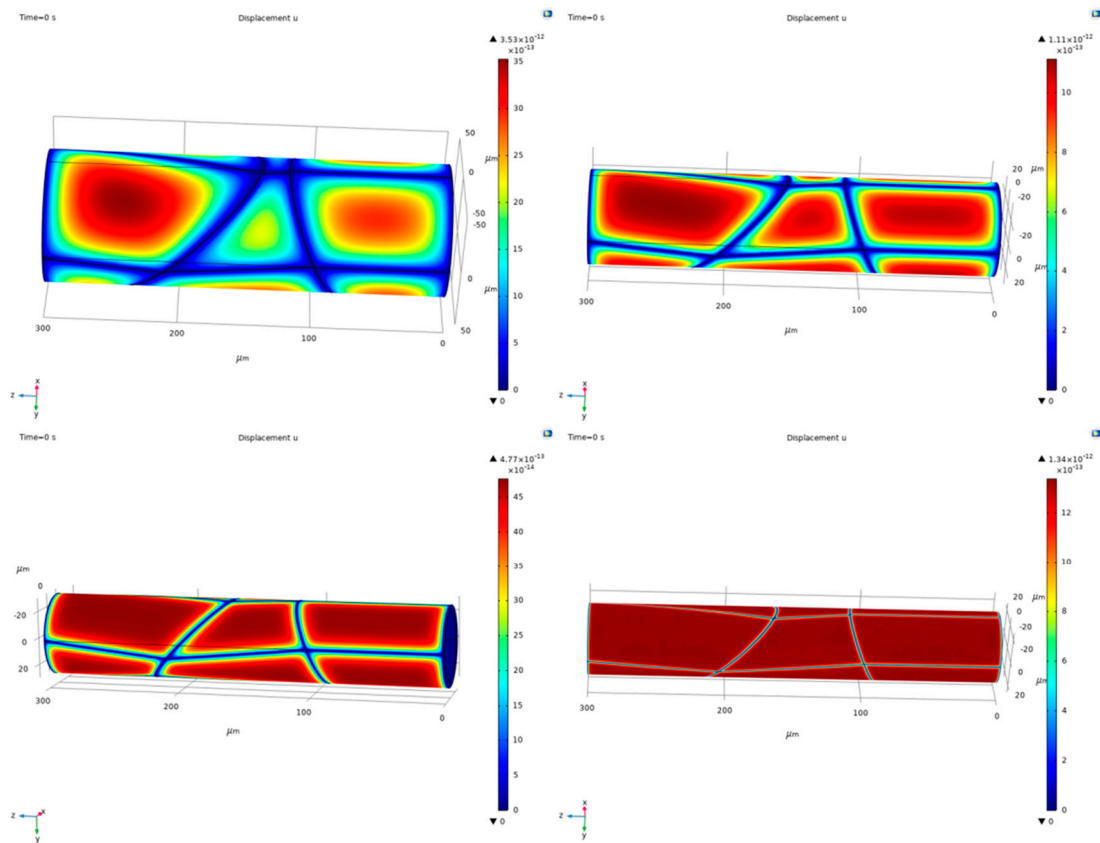 Time=0 s
Displacement u
▲ 3.53×10⁻¹²
×10⁻¹³
35
30
25
20
15
10
5
0
▼ 0
50
μm
0
-50
-50
0
μm
50
300
200
100
0
μm
x
z
y
Time=0 s
Displacement u
▲ 1.11×10⁻¹²
×10⁻¹³
10
8
6
4
2
0
▼ 0
20
μm
0
-20
-20
0
μm
20
300
200
100
0
μm
x
z
y
Time=0 s
Displacement u
▲ 4.77×10⁻¹³
×10⁻¹⁴
45
40
35
30
25
20
15
10
5
0
▼ 0
μm
0
-20
0
20
300
200
100
0
μm
x
z
y
Time=0 s
Displacement u
▲ 1.34×10⁻¹²
×10⁻¹³
12
10
8
6
4
2
0
▼ 0
20
μm
0
-20
-20
0
μm
20
300
200
100
0
μm
x
z
y